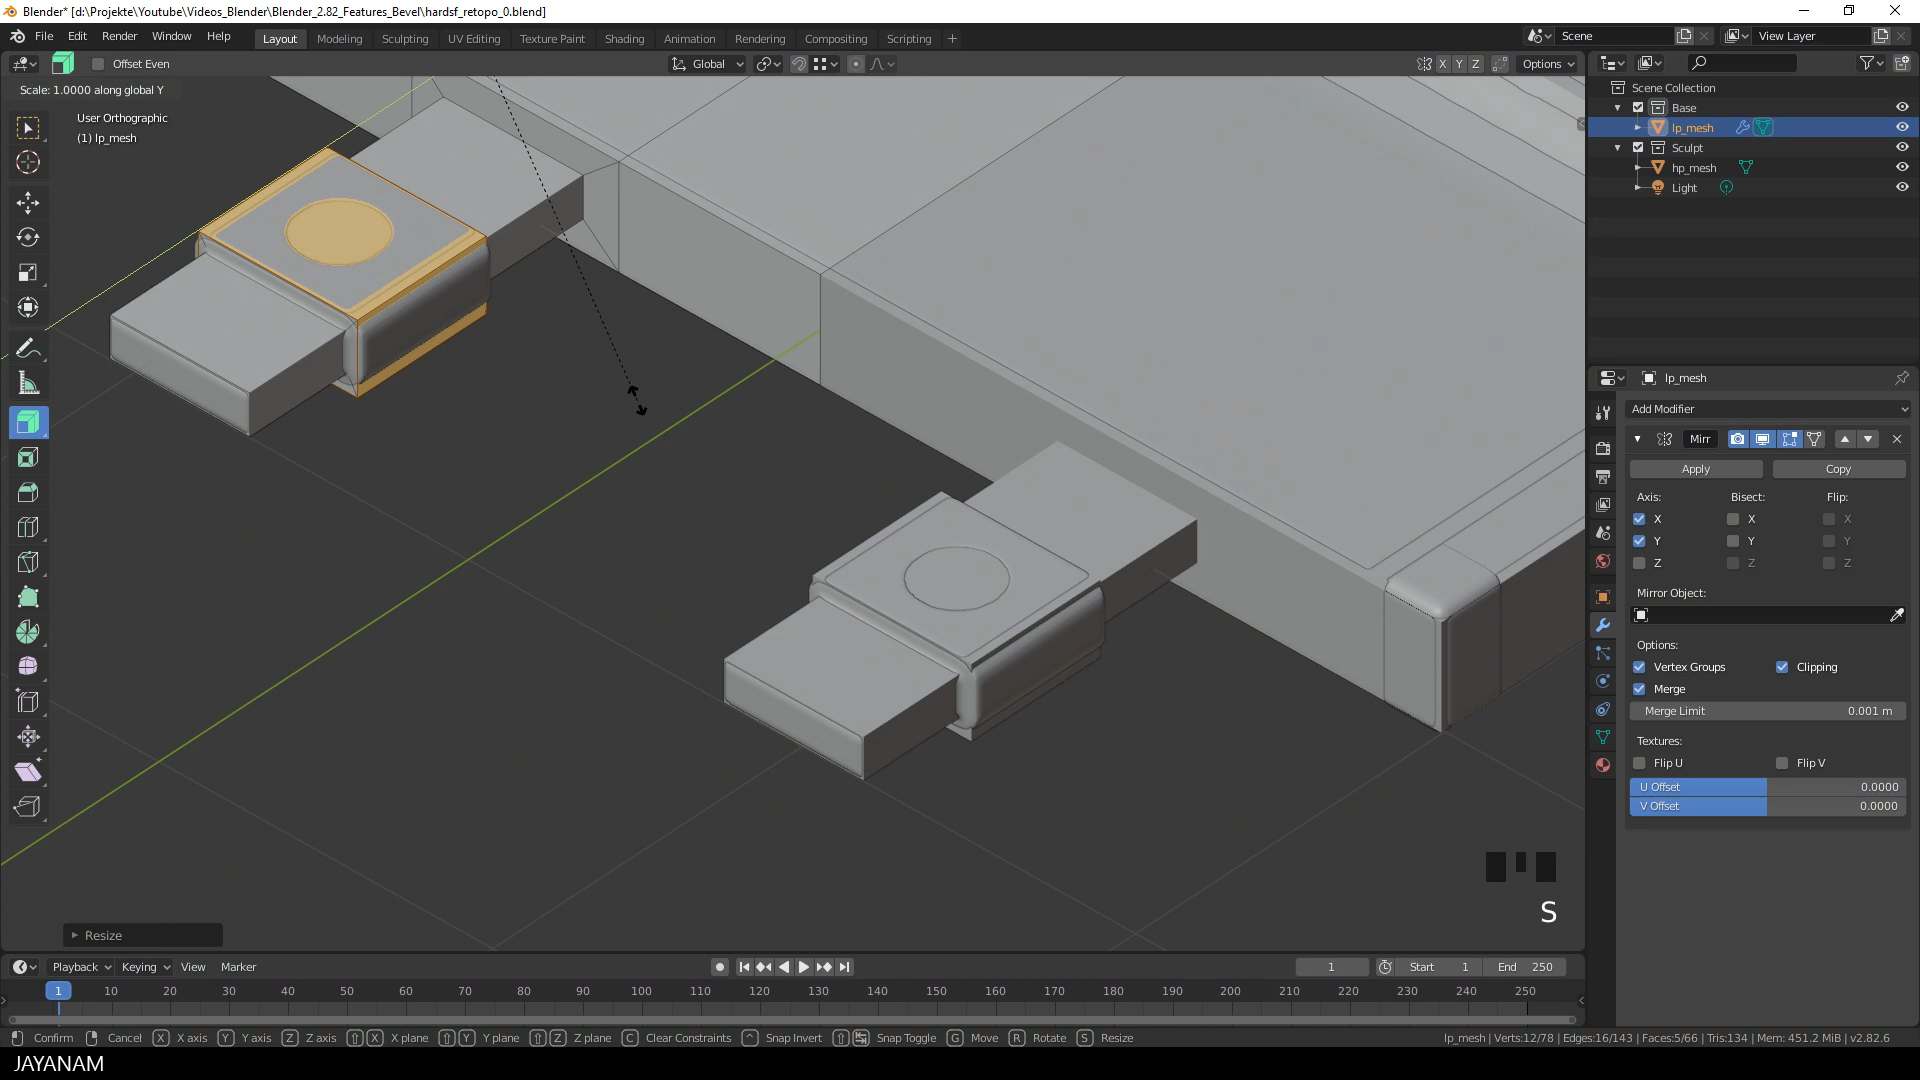 Blender* [d:\Projekte\Youtube\Videos_Blender\Blender_2.82_Features_Bevel\hardsf_retopo_0.blend]
File Edit Render Window Help Layout Modeling Sculpting UV Editing Texture Paint Shading Animation Rendering Compositing Scripting + Scene View Layer
Offset Even Global X Y Z Options
Scale: 1.0000 along global Y
User Orthographic
(1) lp_mesh
Scene Collection
Base
lp_mesh
Sculpt
hp_mesh
Light
lp_mesh
Add Modifier
Mirr
Apply Copy
Axis: Bisect: Flip:
X X X
Y Y Y
Z Z Z
Mirror Object:
Options:
Vertex Groups Clipping
Merge
Merge Limit 0.001 m
Textures:
Flip U Flip V
U Offset 0.0000
V Offset 0.0000
S
Resize
Playback Keying View Marker 1 Start 1 End 250
1 10 20 30 40 50 60 70 80 90 100 110 120 130 140 150 160 170 180 190 200 210 220 230 240 250
Confirm Cancel X X axis Y Y axis Z Z axis X X plane Y Y plane Z Z plane C Clear Constraints ^ Snap Invert Snap Toggle G Move R Rotate S Resize lp_mesh | Verts:12/78 | Edges:16/143 | Faces:5/66 | Tris:134 | Mem: 451.2 MiB | v2.82.6
JAYANAM